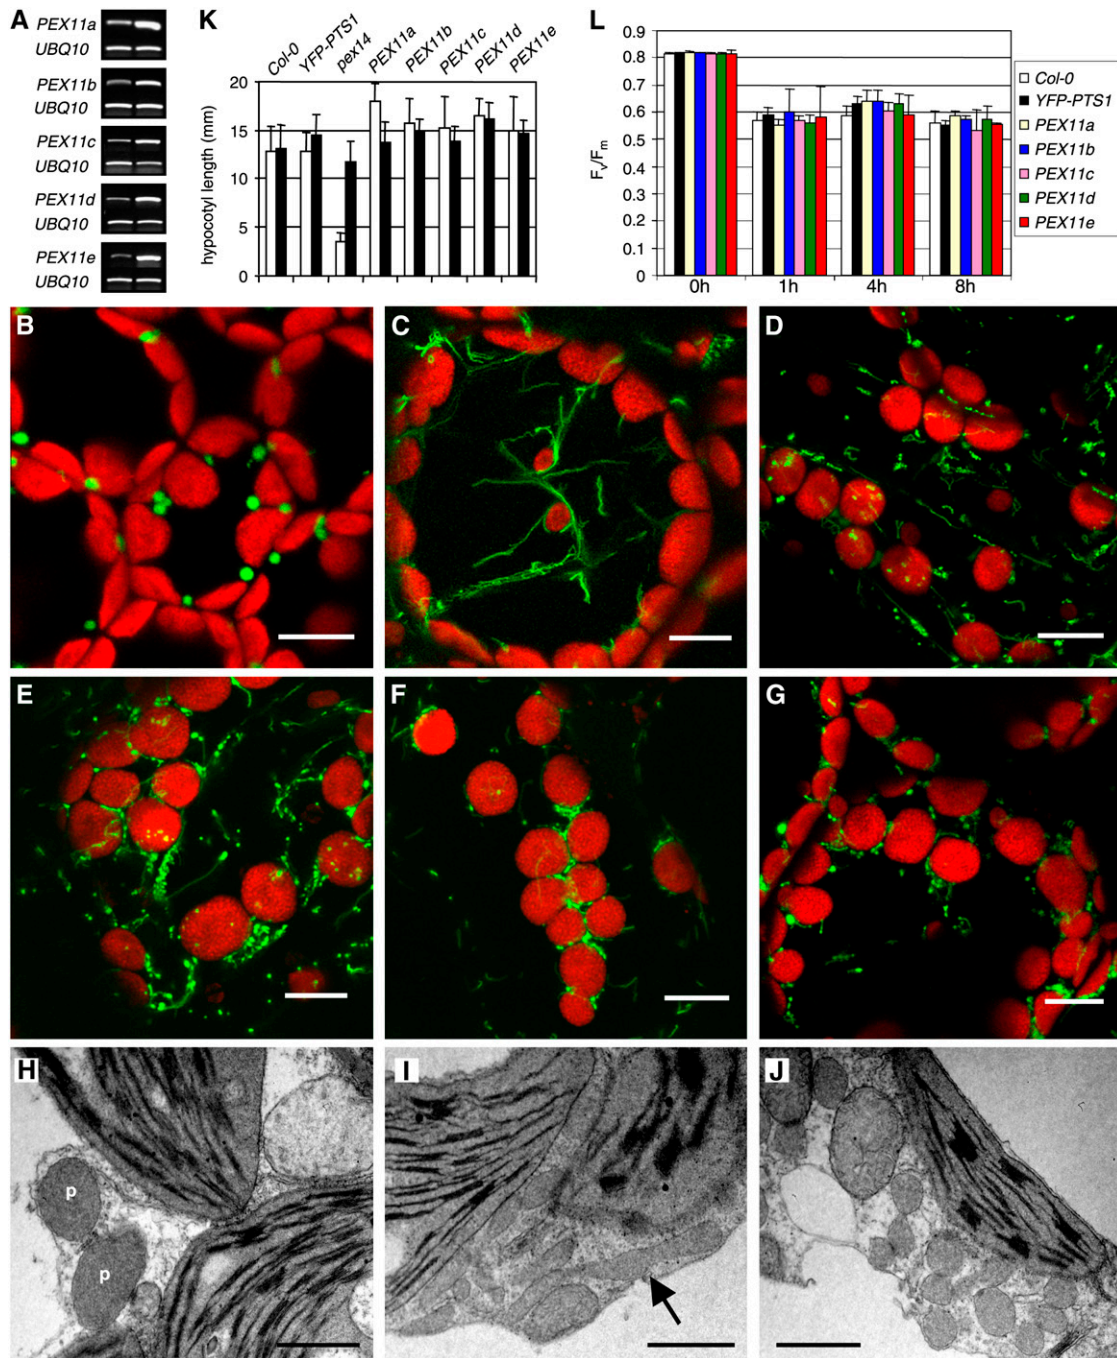 A
PEX11a
UBQ10
PEX11b
UBQ10
PEX11c
UBQ10
PEX11d
UBQ10
PEX11e
UBQ10
K
Col-0
YFP-PTS1
pex14
PEX11a
PEX11b
PEX11c
PEX11d
PEX11e
hypocotyl length (mm)
20
15
10
5
0
L
Fv/Fm
0.9
0.8
0.7
0.6
0.5
0.4
0.3
0.2
0.1
0
0h
1h
4h
8h
Col-0
YFP-PTS1
PEX11a
PEX11b
PEX11c
PEX11d
PEX11e
B
C
D
E
F
G
H
p
p
I
J